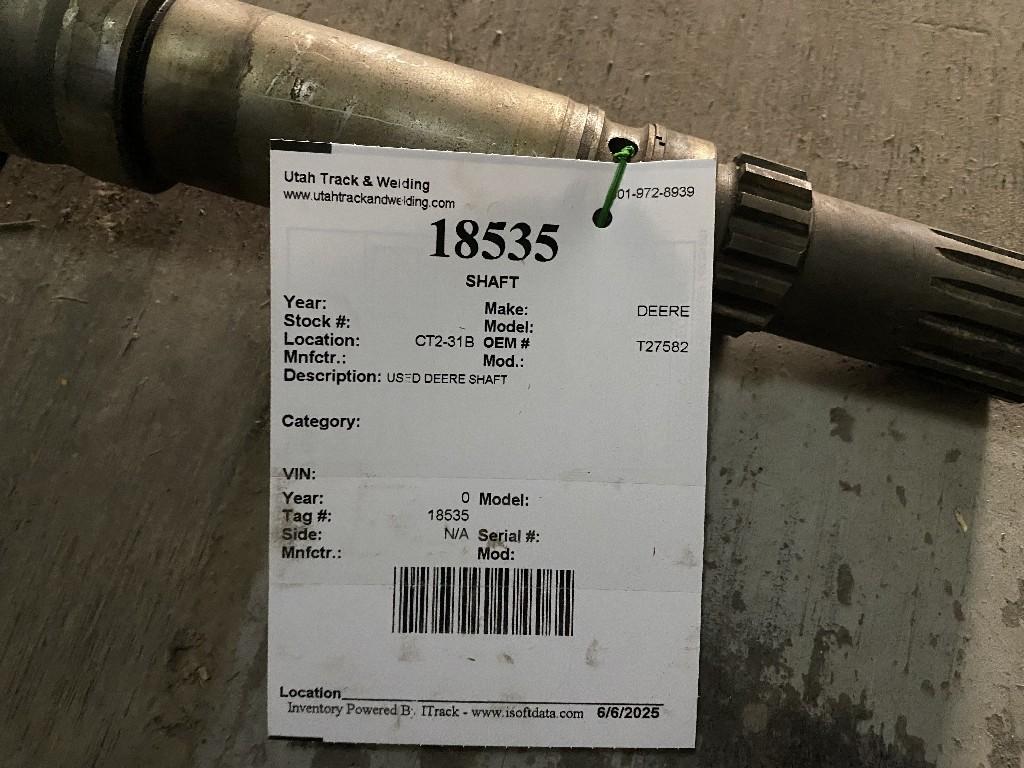 Utah Track & Welding
www.utahtrackandwelding.com
01-972-8939
18535
SHAFT
Year:
Make: DEERE
Stock #:
Model:
Location: CT2-31B OEM # T27582
Mnfctr.:
Mod.:
Description: USED DEERE SHAFT
Category:
VIN:
Year: 0 Model:
Tag #: 18535
Side: N/A Serial #:
Mnfctr.: Mod:
Location
Inventory Powered By: ITrack - www.isoftdata.com 6/6/2025